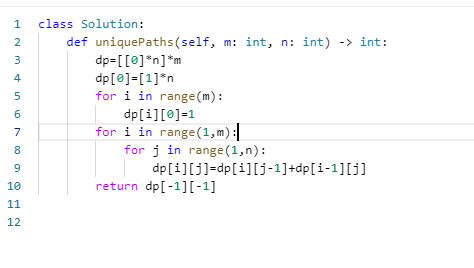 1 class Solution:
2     def uniquePaths(self, m: int, n: int) -> int:
3         dp=[[0]*n]*m
4         dp[0]=[1]*n
5         for i in range(m):
6             dp[i][0]=1
7         for i in range(1,m):
8             for j in range(1,n):
9                 dp[i][j]=dp[i][j-1]+dp[i-1][j]
10         return dp[-1][-1]
11
12